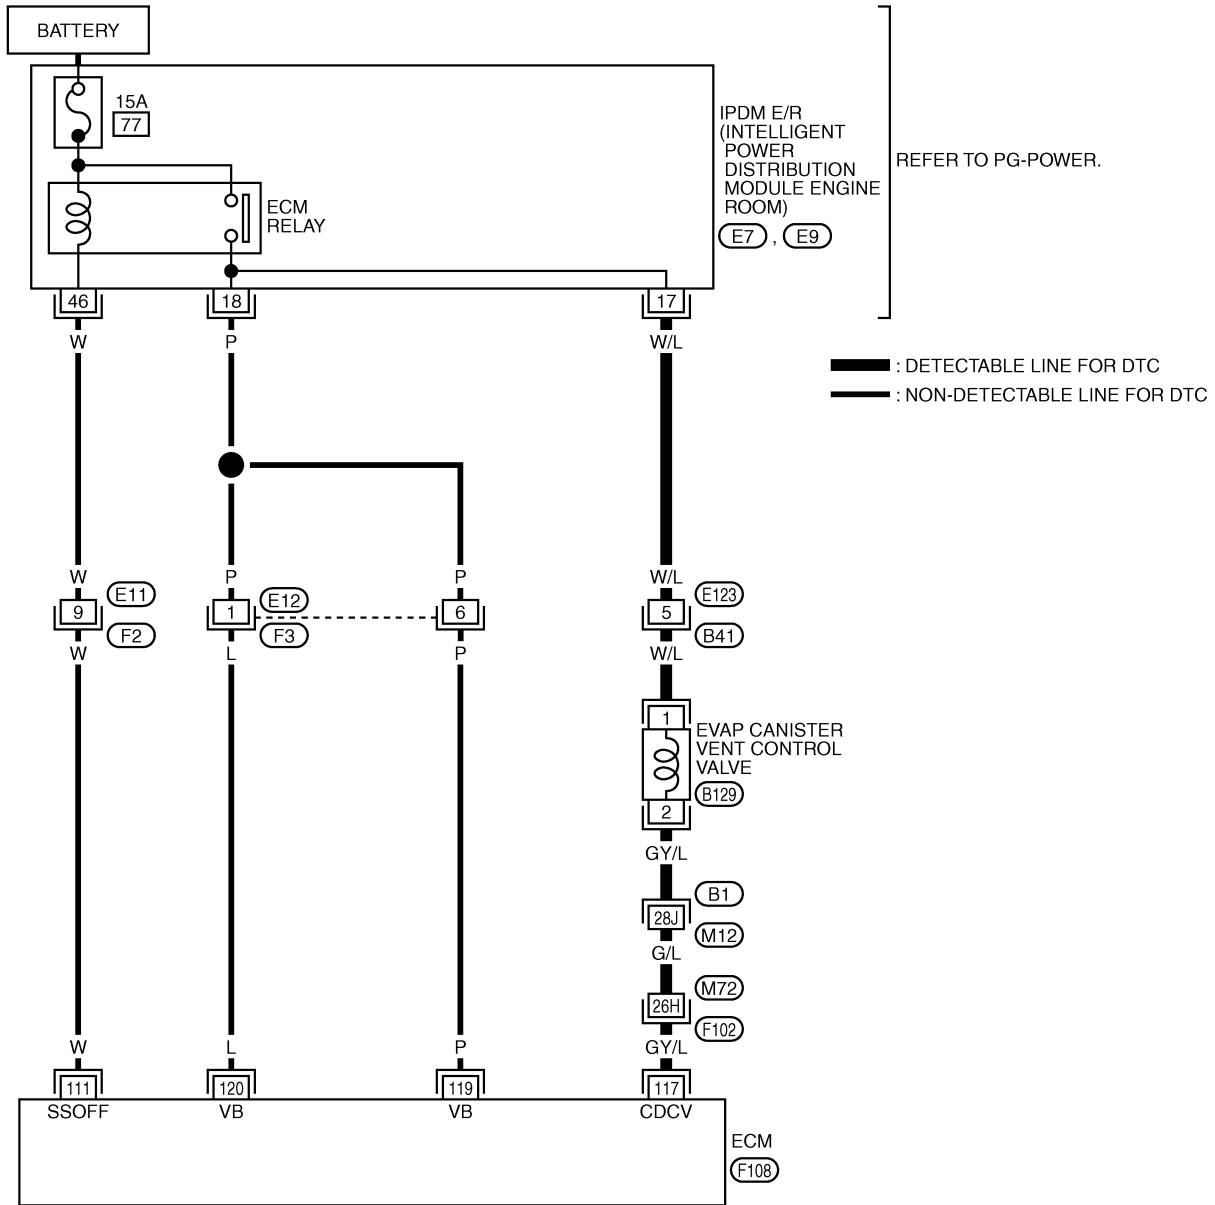 BATTERY
15A
77
IPDM E/R
(INTELLIGENT
POWER
DISTRIBUTION
MODULE ENGINE
ROOM)
E7 , E9
REFER TO PG-POWER.
ECM
RELAY
46 18 17
W P W/L
: DETECTABLE LINE FOR DTC
: NON-DETECTABLE LINE FOR DTC
W P P W/L
E11 E12 E123
9 1 6 5
F2 F3 B41
W L P W/L
1
EVAP CANISTER
VENT CONTROL
VALVE
B129
2
GY/L
B1
28J
M12
G/L
M72
26H
F102
W L P GY/L
111 120 119 117
SSOFF VB VB CDCV
ECM
F108